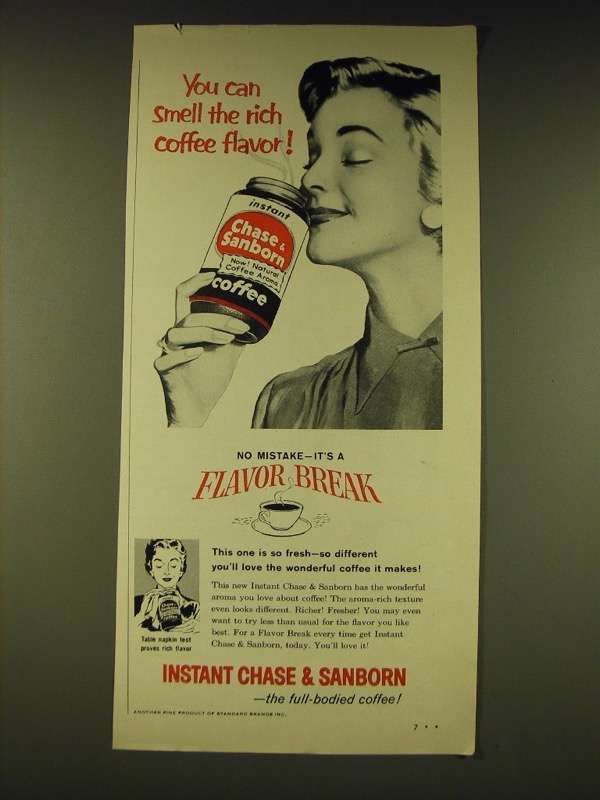 You can
smell the rich
coffee flavor!
instant
Chase &
Sanborn
Now! Natural
Coffee Aroma
coffee
NO MISTAKE—IT'S A
FLAVOR BREAK
This one is so fresh—so different
you'll love the wonderful coffee it makes!
This new Instant Chase & Sanborn has the wonderful
aroma you love about coffee! The aroma-rich texture
even looks different. Richer! Fresher! You may even
want to try less than usual for the flavor you like
best. For a Flavor Break every time get Instant
Chase & Sanborn, today. You'll love it!
Table napkin test
proves rich flavor
INSTANT CHASE & SANBORN
—the full-bodied coffee!
ANOTHER FINE PRODUCT OF STANDARD BRANDS INC.
7 • •